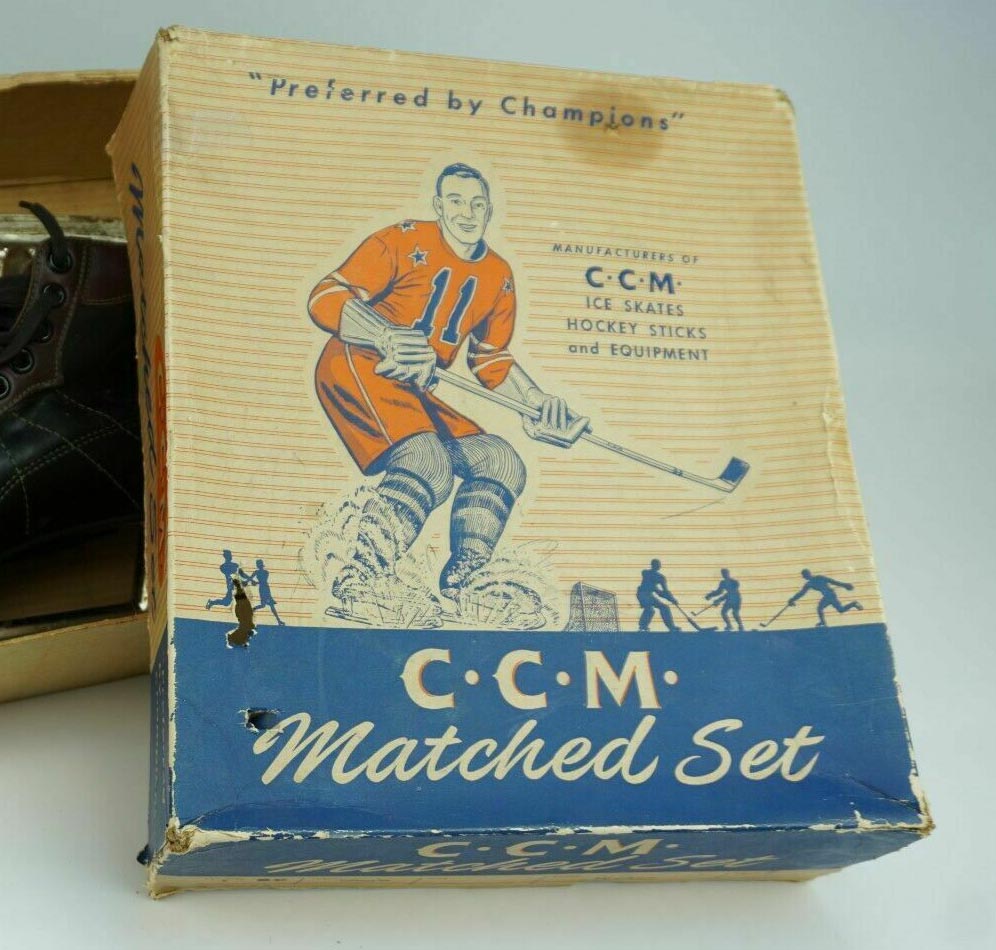 "Preferred by Champions"
MANUFACTURERS OF
C·C·M·
ICE SKATES
HOCKEY STICKS
and EQUIPMENT
11
C·C·M·
Matched Set
C·C·M·
Matched Set